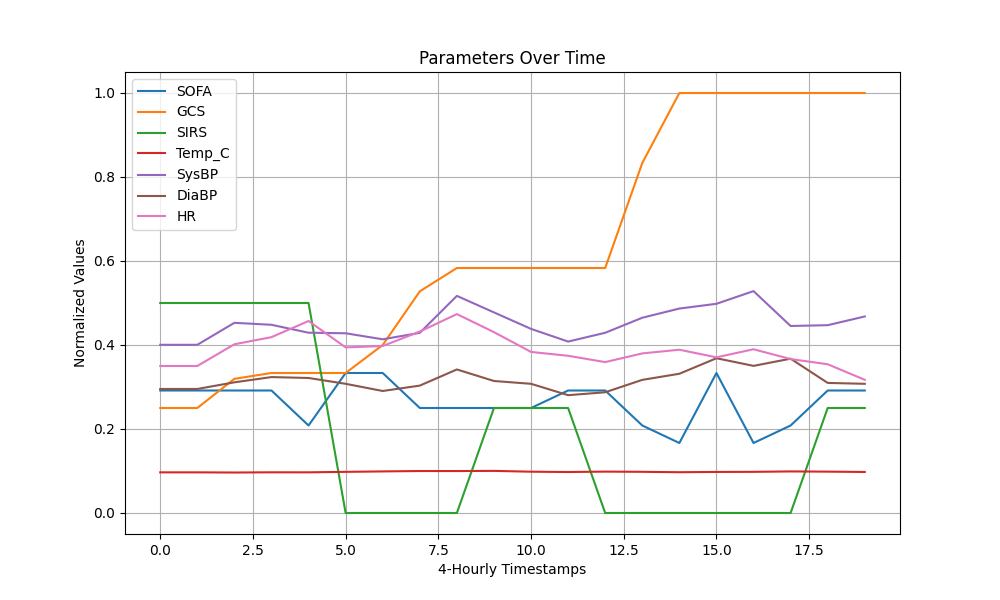 Parameters Over Time
SOFA
GCS
SIRS
Temp_C
SysBP
DiaBP
HR
Normalized Values
1.0
0.8
0.6
0.4
0.2
0.0
0.0 2.5 5.0 7.5 10.0 12.5 15.0 17.5
4-Hourly Timestamps